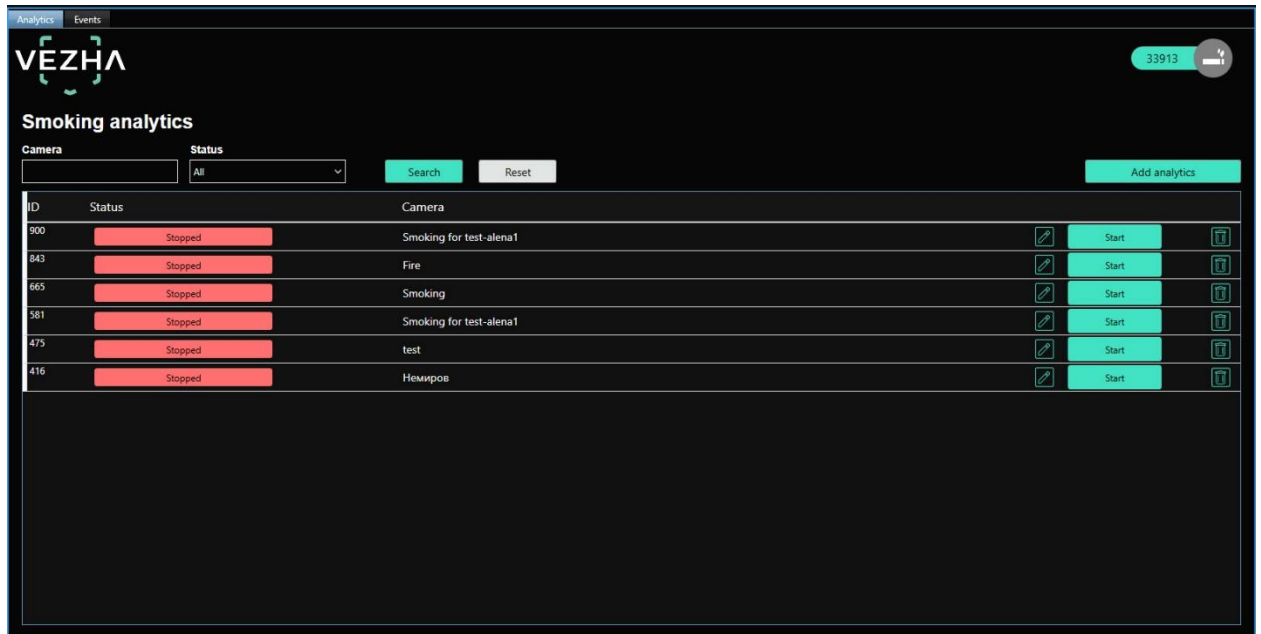 Analytics Events
VEZHA
33913
Smoking analytics
Camera Status
All Search Reset Add analytics
ID Status Camera
900 Stopped Smoking for test-alena1 Start
843 Stopped Fire Start
665 Stopped Smoking Start
581 Stopped Smoking for test-alena1 Start
475 Stopped test Start
416 Stopped Немиров Start